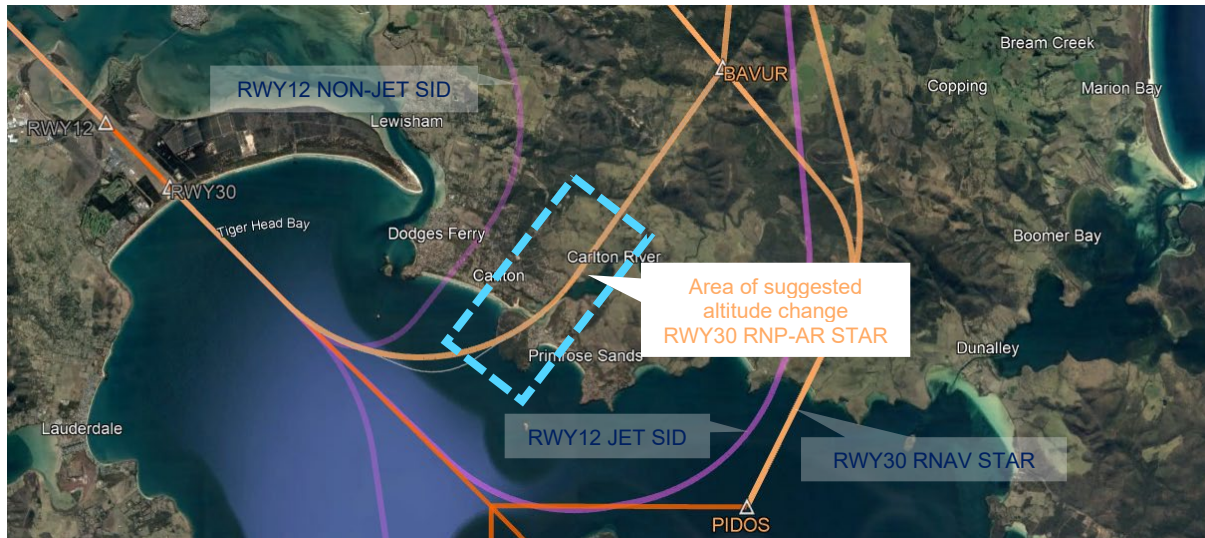 Bream Creek
BAVUR
RWY12 NON-JET SID
Copping
Marion Bay
RWY12
Lewisham
RWY30
Tiger Head Bay
Dodges Ferry
Boomer Bay
Carlton River
Carlton
Area of suggested
altitude change
RWY30 RNP-AR STAR
Primrose Sands
Dunalley
Lauderdale
RWY12 JET SID
RWY30 RNAV STAR
PIDOS